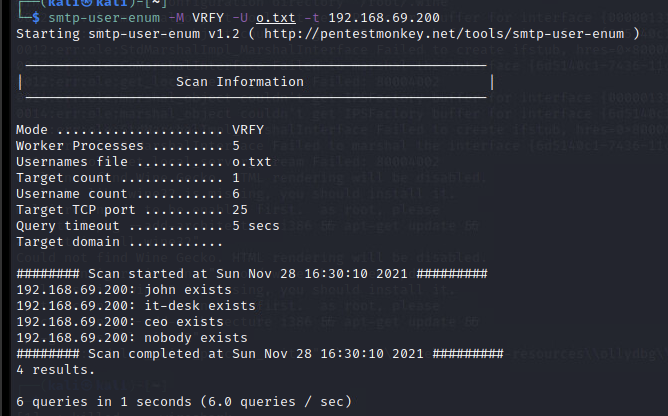 (kali㉿kali)-[~]
$ smtp-user-enum -M VRFY -U o.txt -t 192.168.69.200
Starting smtp-user-enum v1.2 ( http://pentestmonkey.net/tools/smtp-user-enum )
| Scan Information |
Mode ..................... VRFY
Worker Processes ......... 5
Usernames file ........... o.txt
Target count ............. 1
Username count ........... 6
Target TCP port .......... 25
Query timeout ............ 5 secs
Target domain ............
######## Scan started at Sun Nov 28 16:30:10 2021 #########
192.168.69.200: john exists
192.168.69.200: it-desk exists
192.168.69.200: ceo exists
192.168.69.200: nobody exists
######## Scan completed at Sun Nov 28 16:30:10 2021 #########
4 results.
6 queries in 1 seconds (6.0 queries / sec)